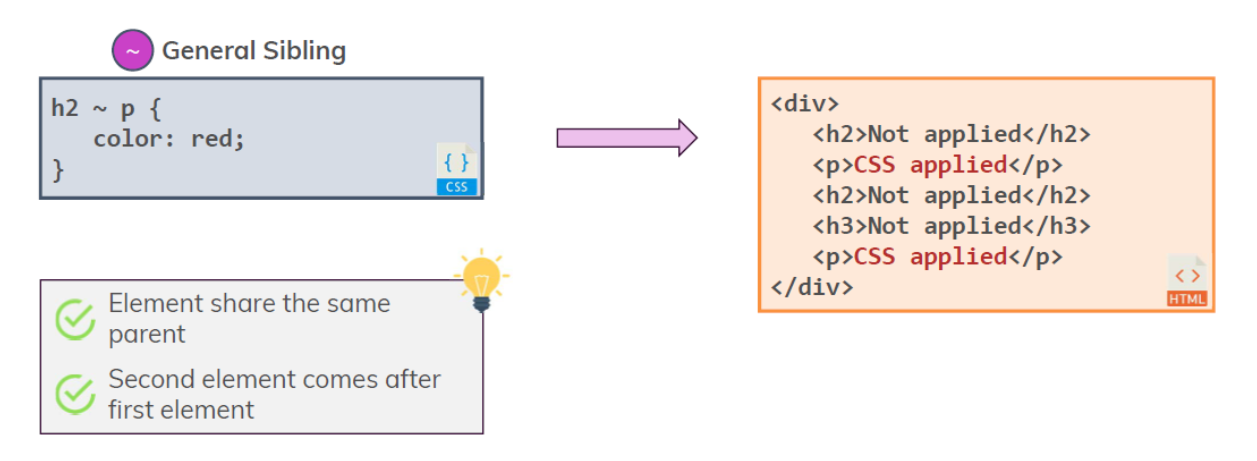 ~ General Sibling
h2 ~ p {
color: red;
}
{ }
CSS
Element share the same
parent
Second element comes after
first element
<div>
<h2>Not applied</h2>
<p>CSS applied</p>
<h2>Not applied</h2>
<h3>Not applied</h3>
<p>CSS applied</p>
</div>
< >
HTML